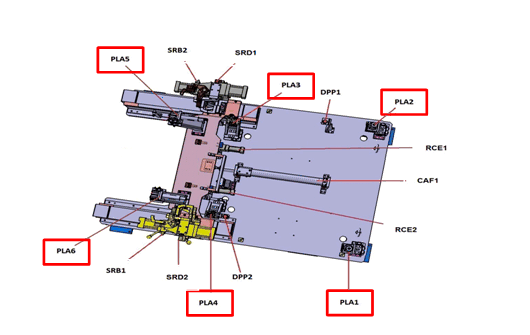 SRB2
SRD1
PLA5
PLA3
DPP1
PLA2
RCE1
CAF1
RCE2
PLA6
SRB1
SRD2
DPP2
PLA4
PLA1